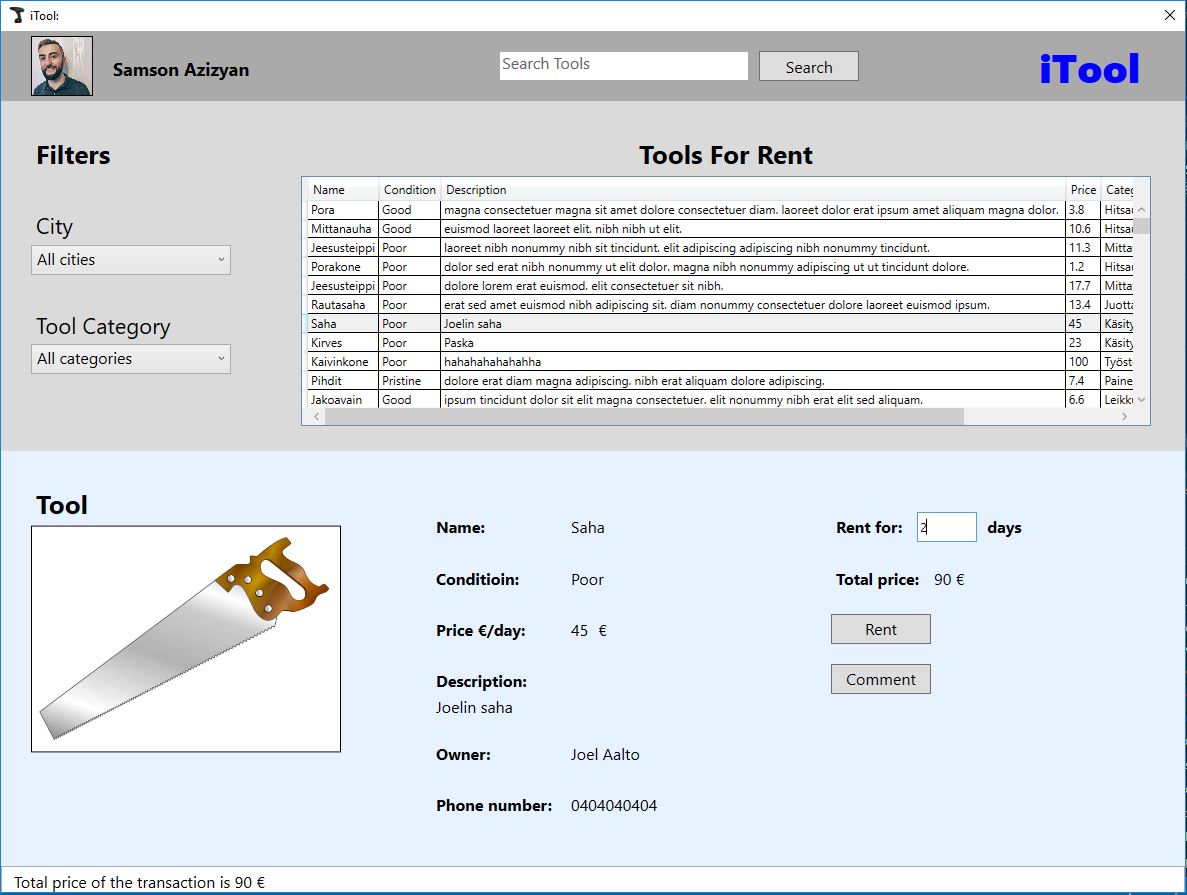 iTool:
Samson Azizyan
Search Tools
Search
iTool
Filters
Tools For Rent
City
All cities
Tool Category
All categories
Name Condition Description Price Categ
Pora Good magna consectetuer magna sit amet dolore consectetuer diam. laoreet dolor erat ipsum amet aliquam magna dolor. 3.8 Hitsau
Mittanauha Good euismod laoreet laoreet elit. nibh nibh ut elit. 10.6 Hitsau
Jeesusteippi Poor laoreet nibh nonummy nibh sit tincidunt. elit adipiscing adipiscing nibh nonummy tincidunt. 11.3 Mitta
Porakone Poor dolor sed erat nibh nonummy ut elit dolor. magna nibh nonummy adipiscing ut ut tincidunt dolore. 1.2 Hitsau
Jeesusteippi Poor dolore lorem erat euismod. elit consectetuer sit nibh. 17.7 Mitta
Rautasaha Poor erat sed amet euismod nibh adipiscing sit. diam nonummy consectetuer dolore laoreet euismod ipsum. 13.4 Juotta
Saha Poor Joelin saha 45 Käsity
Kirves Poor Paska 23 Käsity
Kaivinkone Poor hahahahahahahha 100 Työst
Pihdit Pristine dolore erat diam magna adipiscing. nibh erat aliquam dolore adipiscing. 7.4 Paine
Jakoavain Good ipsum tincidunt dolor sit elit magna consectetuer. elit nonummy nibh erat elit sed aliquam. 6.6 Leikku
Tool
Name: Saha
Conditioin: Poor
Price €/day: 45 €
Description:
Joelin saha
Owner: Joel Aalto
Phone number: 0404040404
Rent for: 2 days
Total price: 90 €
Rent
Comment
Total price of the transaction is 90 €